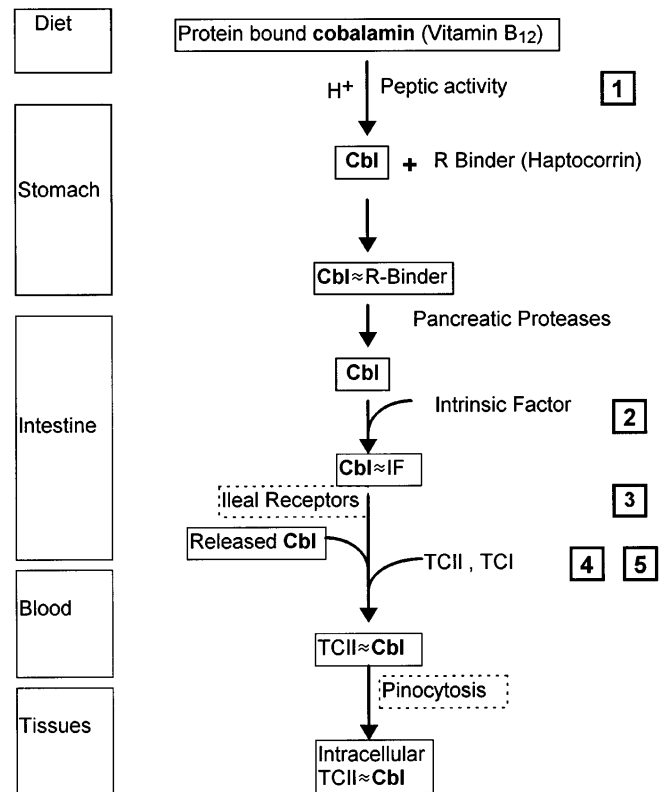 Diet
Protein bound cobalamin (Vitamin B12)
H+ Peptic activity 1
Stomach
Cbl + R Binder (Haptocorrin)
Cbl≈R-Binder
Intestine
Pancreatic Proteases
Cbl
Intrinsic Factor 2
Cbl≈IF
Ileal Receptors 3
Released Cbl
TCII , TCI 4 5
Blood
TCII≈Cbl
Tissues
Pinocytosis
Intracellular
TCII≈Cbl